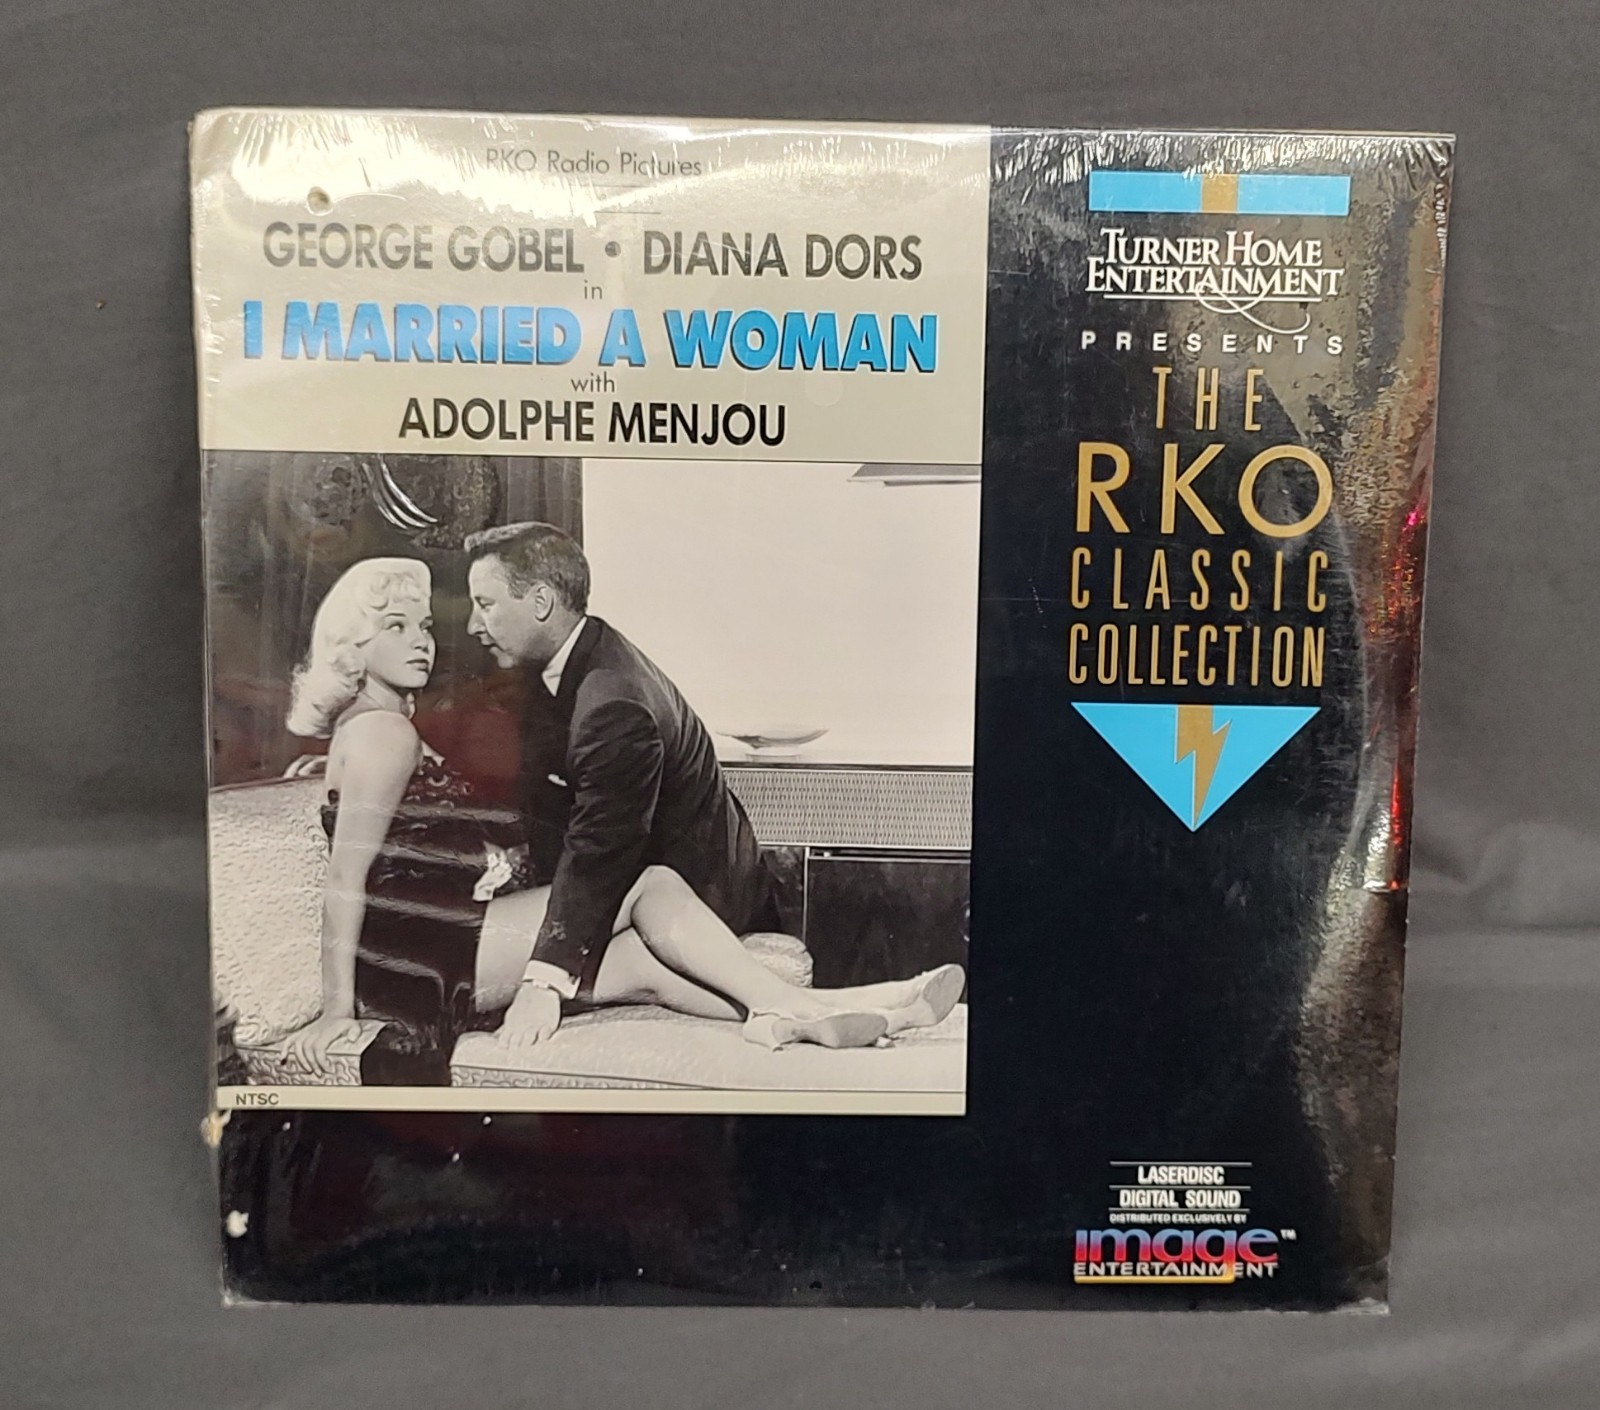 RKO Radio Pictures
GEORGE GOBEL • DIANA DORS
in
I MARRIED A WOMAN
with
ADOLPHE MENJOU
NTSC
TURNER HOME
ENTERTAINMENT
PRESENTS
THE
RKO
CLASSIC
COLLECTION
LASERDISC
DIGITAL SOUND
DISTRIBUTED EXCLUSIVELY BY
image™
ENTERTAINMENT